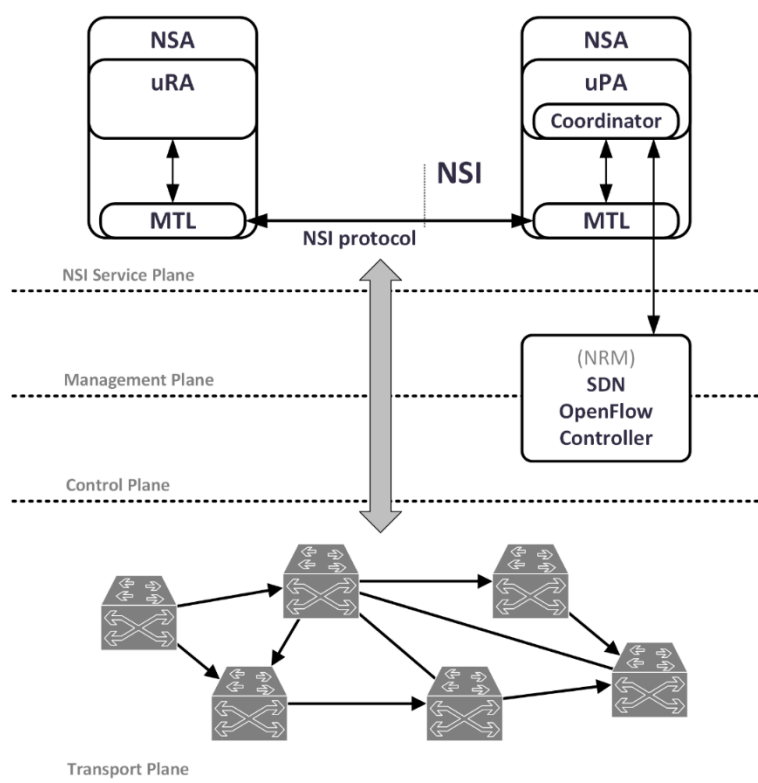 NSA
uRA
MTL
NSA
uPA
Coordinator
MTL
NSI
NSI protocol
NSI Service Plane
(NRM)
SDN
OpenFlow
Controller
Management Plane
Control Plane
Transport Plane